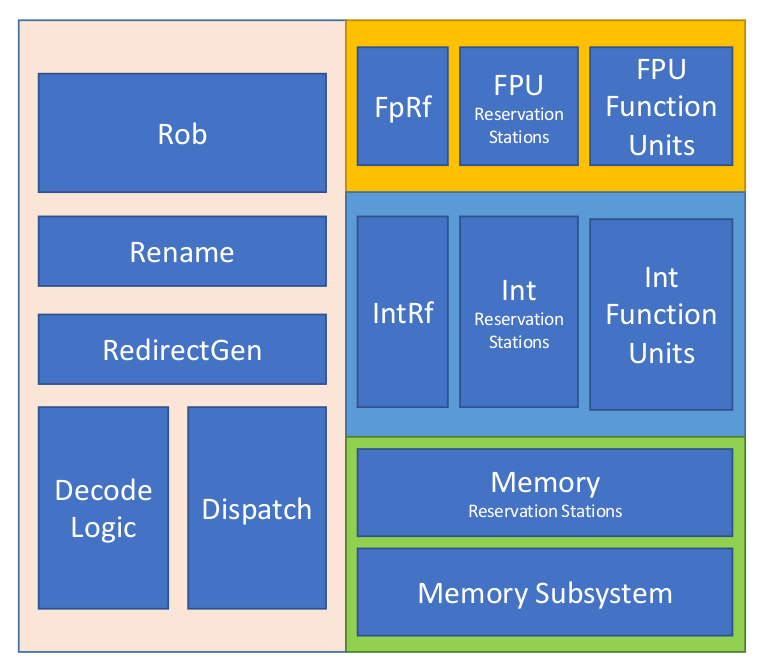 Rob
Rename
RedirectGen
Decode
Logic
Dispatch
FpRf
FPU
Reservation
Stations
FPU
Function
Units
IntRf
Int
Reservation
Stations
Int
Function
Units
Memory
Reservation Stations
Memory Subsystem